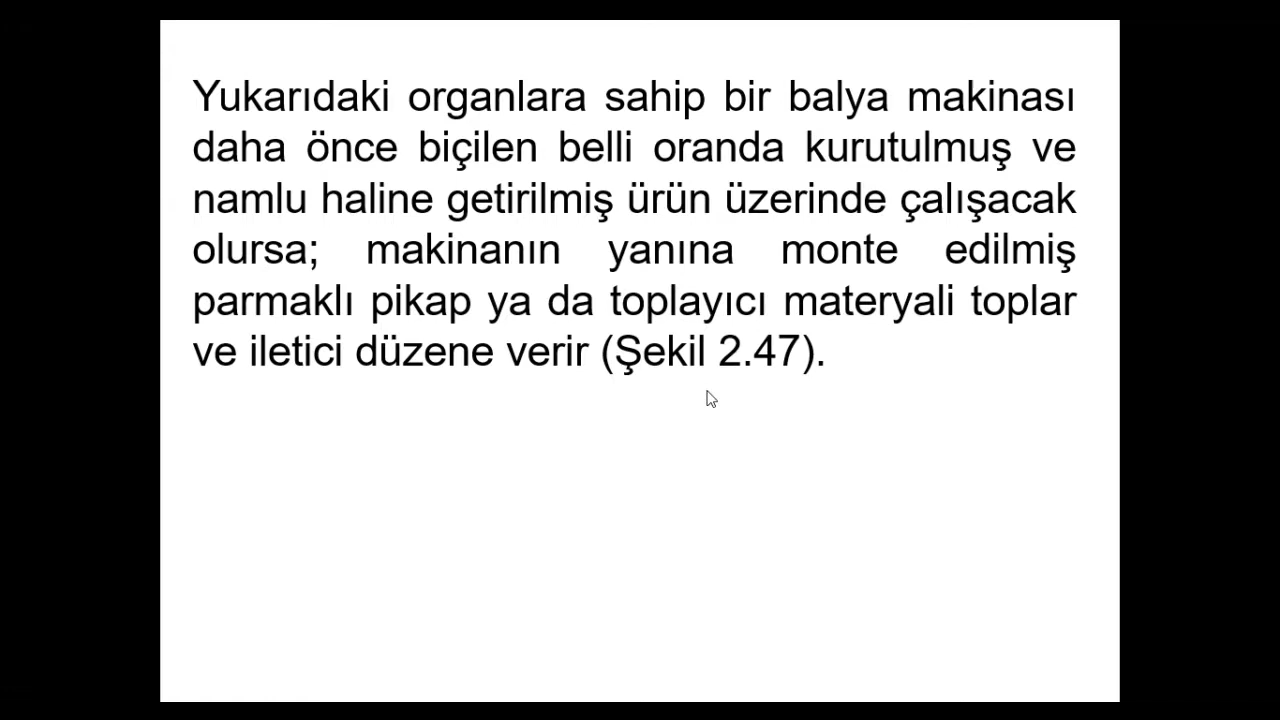 Yukarıdaki organlara sahip bir balya makinası
daha önce biçilen belli oranda kurutulmuş ve
namlu haline getirilmiş ürün üzerinde çalışacak
olursa; makinanın yanına monte edilmiş
parmaklı pikap ya da toplayıcı materyali toplar
ve iletici düzene verir (Şekil 2.47).